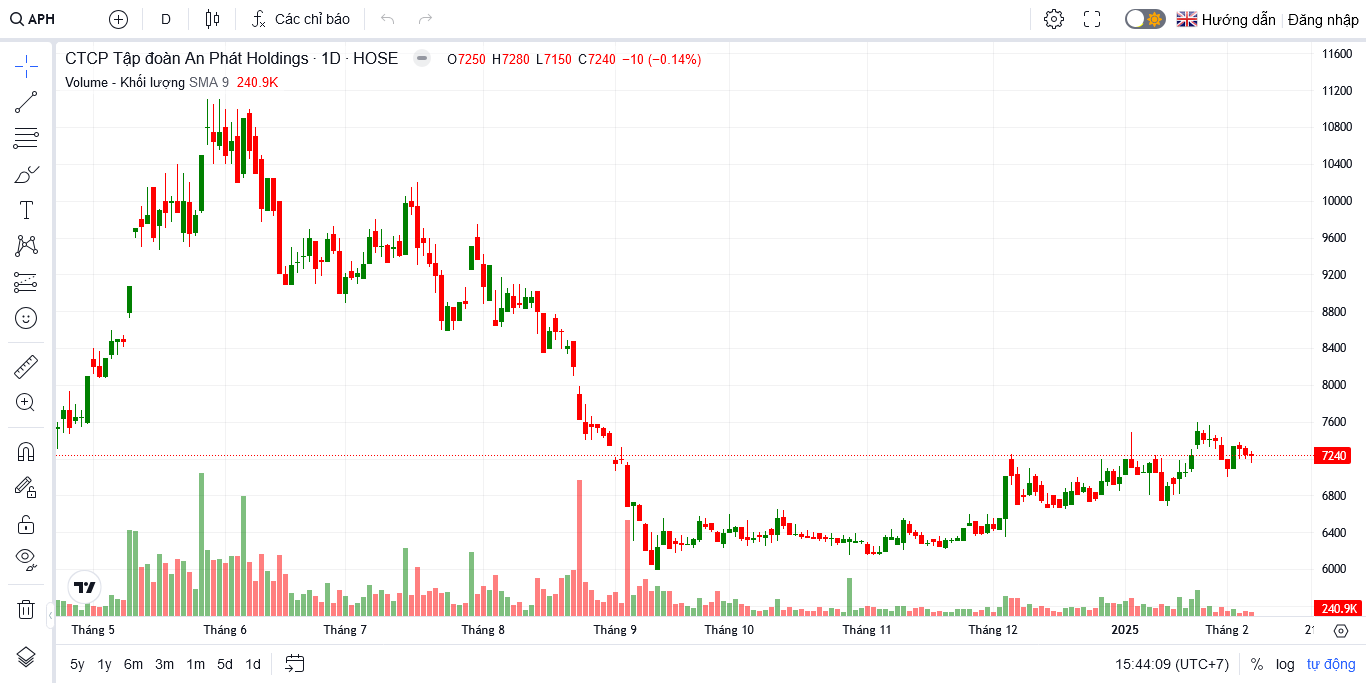 APH D Các chỉ báo Hướng dẫn Đăng nhập
CTCP Tập đoàn An Phát Holdings · 1D · HOSE O7250 H7280 L7150 C7240 −10 (−0.14%)
Volume - Khối lượng SMA 9 240.9K
11600
11200
10800
10400
10000
9600
9200
8800
8400
8000
7600
7240
6800
6400
6000
240.9K
Tháng 5 Tháng 6 Tháng 7 Tháng 8 Tháng 9 Tháng 10 Tháng 11 Tháng 12 2025 Tháng 2
5y 1y 6m 3m 1m 5d 1d 15:44:09 (UTC+7) % log tự động